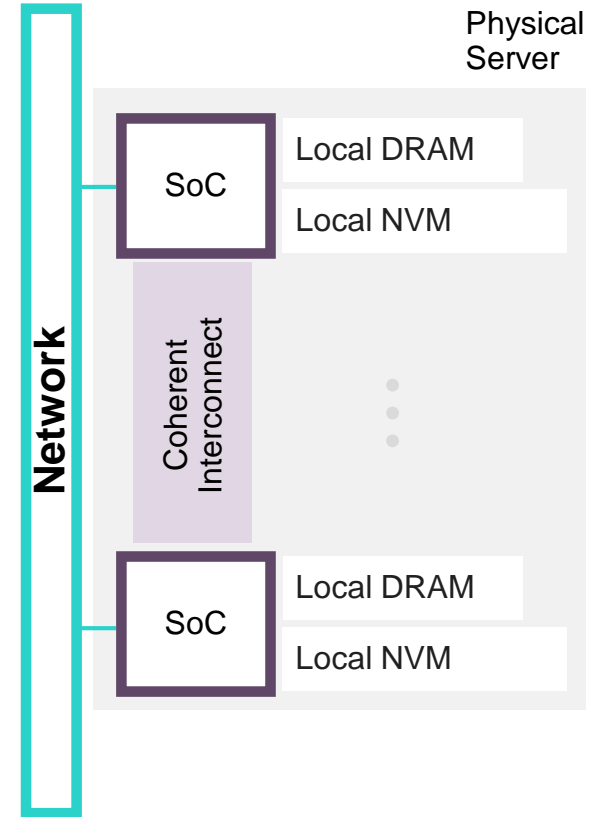 Physical
Server
SoC
Local DRAM
Local NVM
Network
Coherent
Interconnect
SoC
Local DRAM
Local NVM